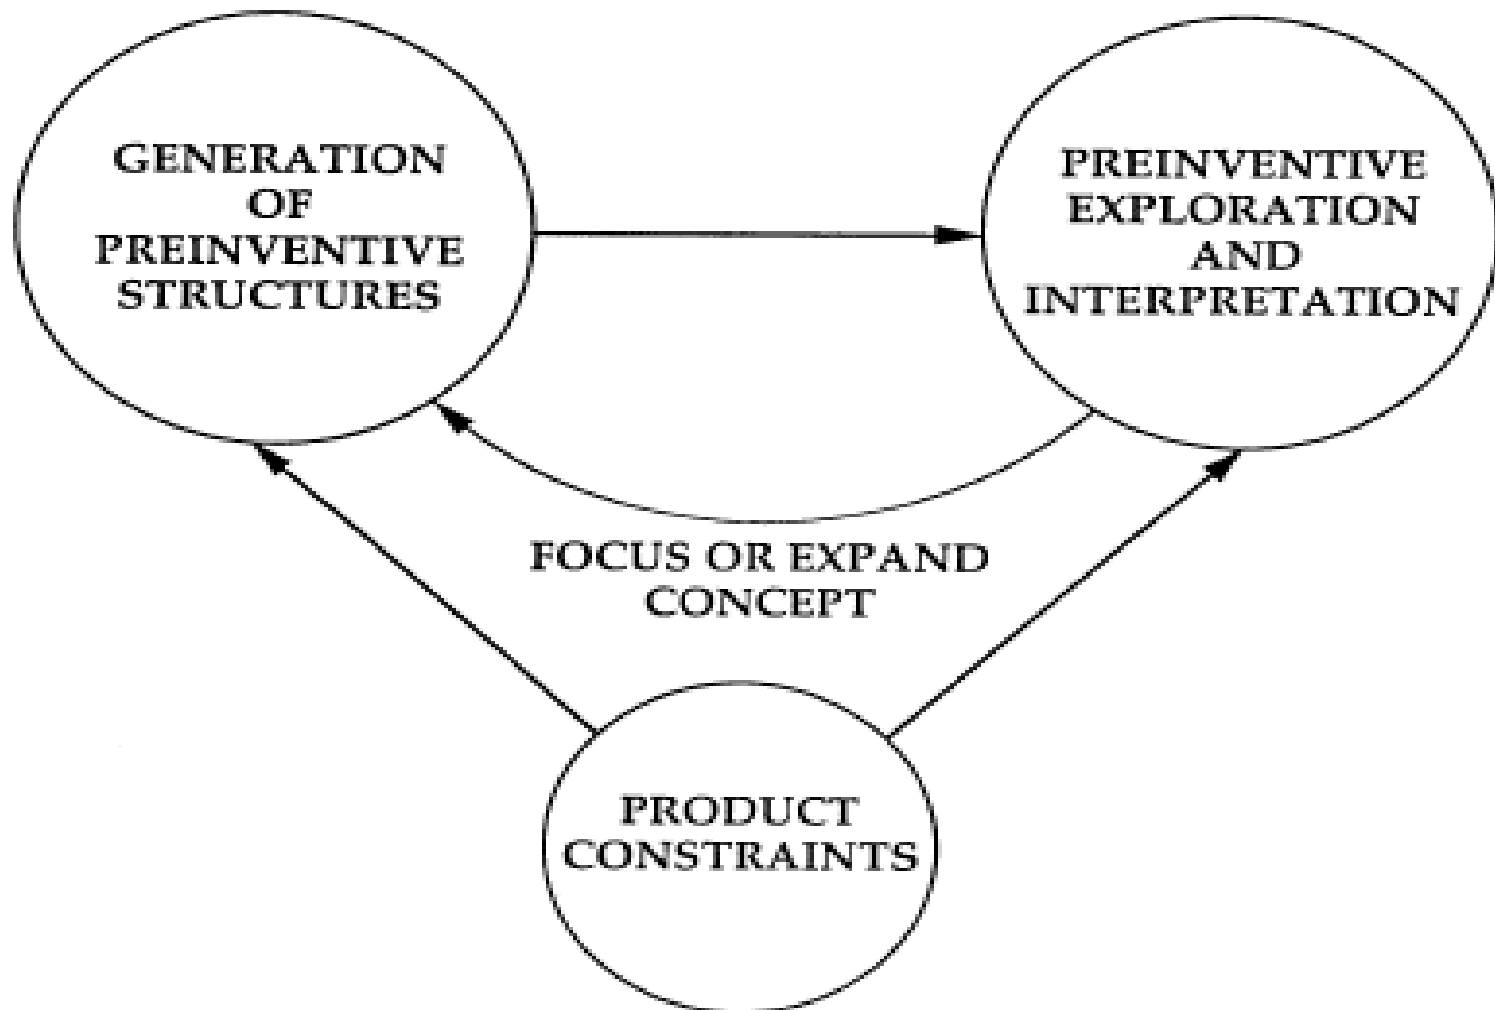 GENERATION
OF
PREINVENTIVE
STRUCTURES
PREINVENTIVE
EXPLORATION
AND
INTERPRETATION
FOCUS OR EXPAND
CONCEPT
PRODUCT
CONSTRAINTS